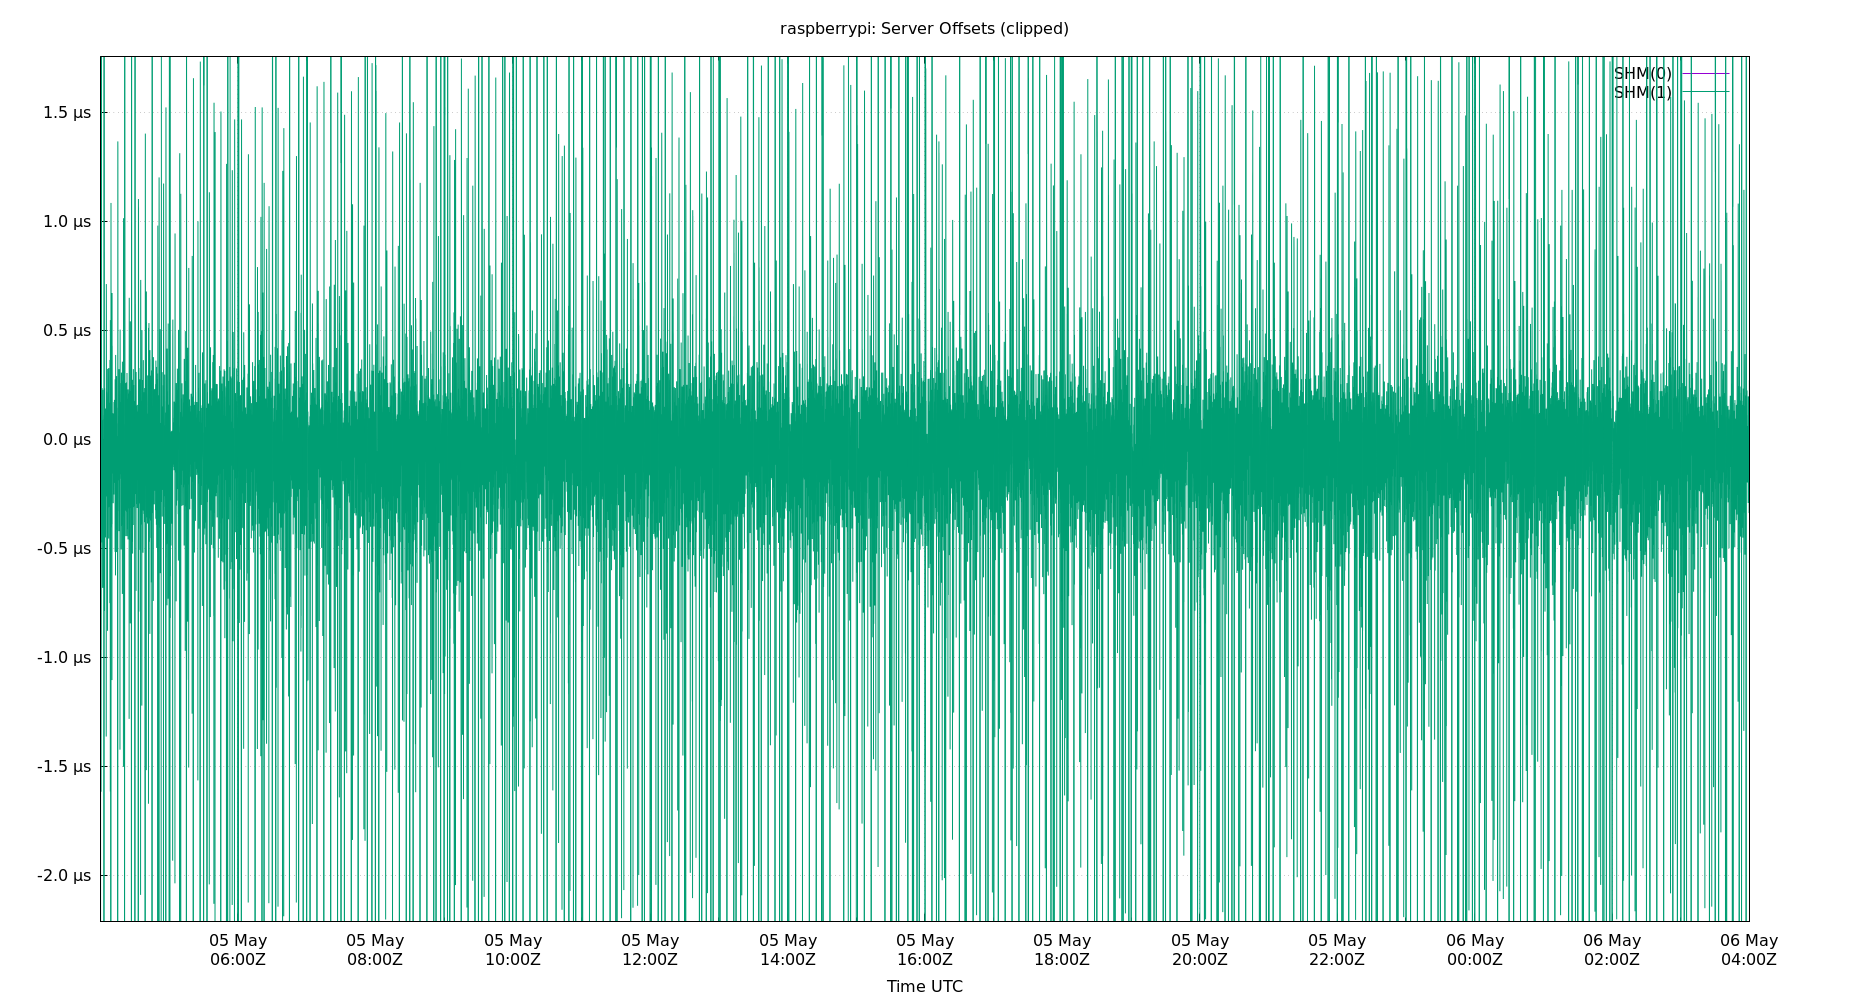 raspberrypi: Server Offsets (clipped)
SHM(0)
SHM(1)
1.5 µs
1.0 µs
0.5 µs
0.0 µs
-0.5 µs
-1.0 µs
-1.5 µs
-2.0 µs
05 May 05 May 05 May 05 May 05 May 05 May 05 May 05 May 05 May 06 May 06 May 06 May
06:00Z 08:00Z 10:00Z 12:00Z 14:00Z 16:00Z 18:00Z 20:00Z 22:00Z 00:00Z 02:00Z 04:00Z
Time UTC